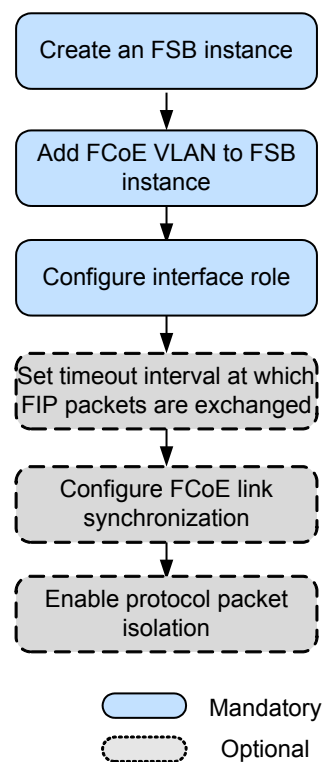 Create an FSB instance
Add FCoE VLAN to FSB
instance
Configure interface role
Set timeout interval at which
FIP packets are exchanged
Configure FCoE link
synchronization
Enable protocol packet
isolation
Mandatory
Optional